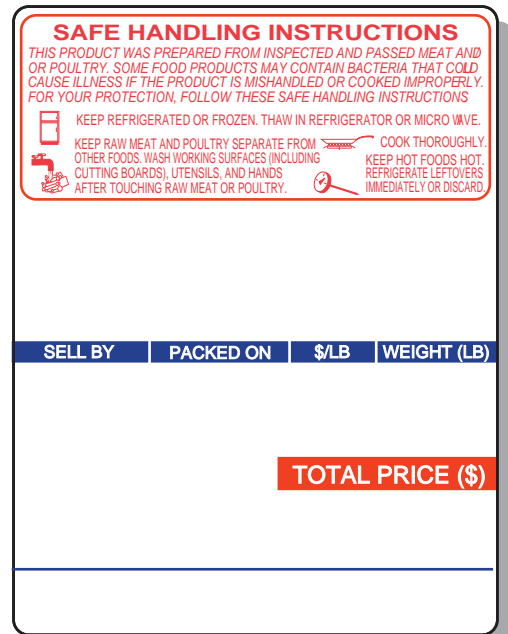 SAFE HANDLING INSTRUCTIONS
THIS PRODUCT WAS PREPARED FROM INSPECTED AND PASSED MEAT AND
OR POULTRY. SOME FOOD PRODUCTS MAY CONTAIN BACTERIA THAT COULD
CAUSE ILLNESS IF THE PRODUCT IS MISHANDLED OR COOKED IMPROPERLY.
FOR YOUR PROTECTION, FOLLOW THESE SAFE HANDLING INSTRUCTIONS
KEEP REFRIGERATED OR FROZEN. THAW IN REFRIGERATOR OR MICRO WAVE.
KEEP RAW MEAT AND POULTRY SEPARATE FROM
OTHER FOODS. WASH WORKING SURFACES (INCLUDING
CUTTING BOARDS), UTENSILS, AND HANDS
AFTER TOUCHING RAW MEAT OR POULTRY.
COOK THOROUGHLY.
KEEP HOT FOODS HOT.
REFRIGERATE LEFTOVERS
IMMEDIATELY OR DISCARD.
SELL BY PACKED ON $/LB WEIGHT (LB)
TOTAL PRICE ($)